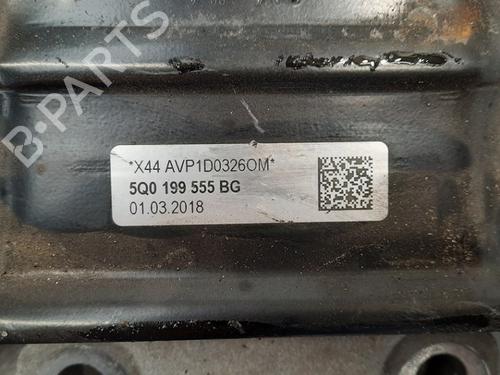 B-PARTS
*X44 AVP1D0326OM*
5Q0 199 555 BG
01.03.2018